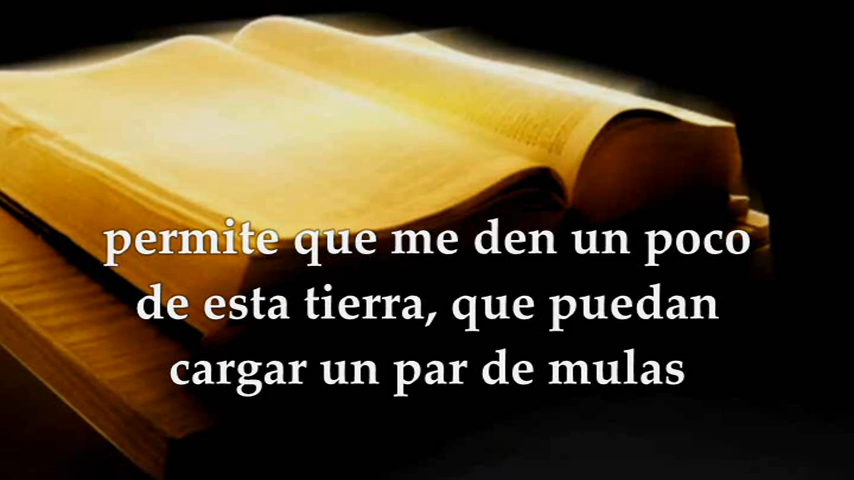 permite que me den un poco
de esta tierra, que puedan
cargar un par de mulas